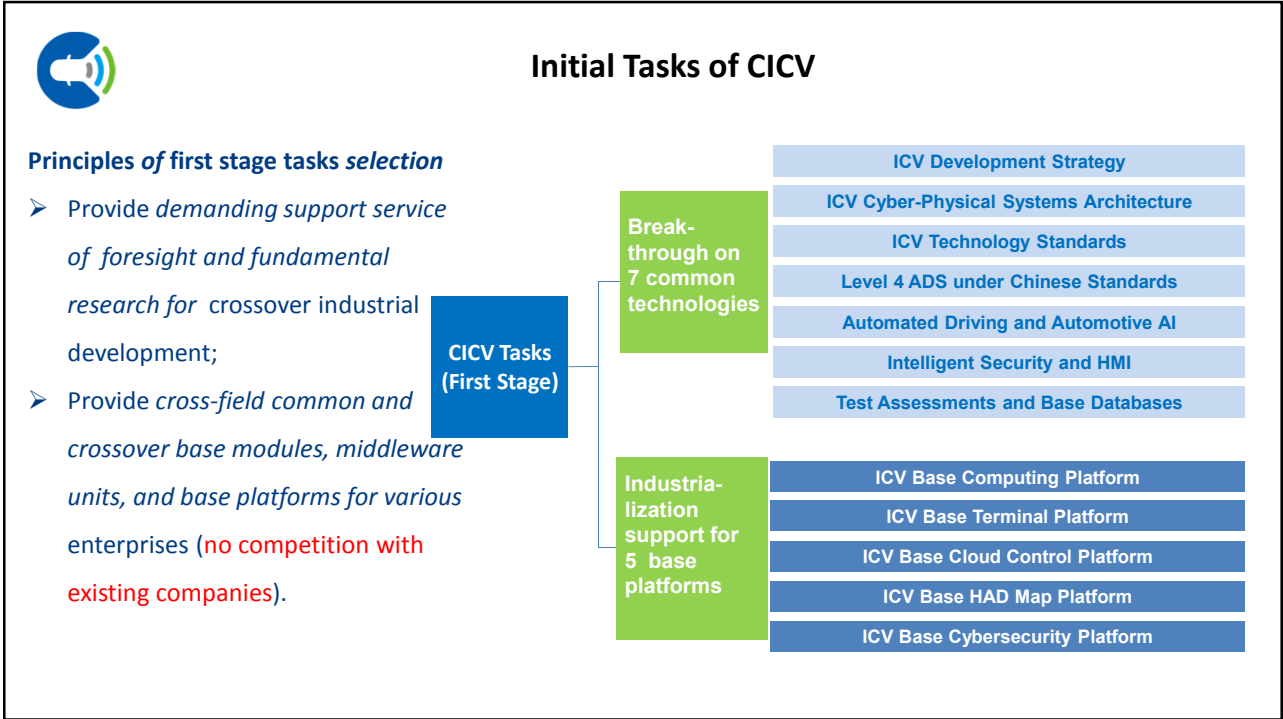 Initial Tasks of CICV
Principles of first stage tasks selection
➢ Provide demanding support service
of foresight and fundamental
research for crossover industrial
development;
➢ Provide cross-field common and
crossover base modules, middleware
units, and base platforms for various
enterprises (no competition with
existing companies).
CICV Tasks
(First Stage)
Break-
through on
7 common
technologies
ICV Development Strategy
ICV Cyber-Physical Systems Architecture
ICV Technology Standards
Level 4 ADS under Chinese Standards
Automated Driving and Automotive AI
Intelligent Security and HMI
Test Assessments and Base Databases
Industria-
lization
support for
5 base
platforms
ICV Base Computing Platform
ICV Base Terminal Platform
ICV Base Cloud Control Platform
ICV Base HAD Map Platform
ICV Base Cybersecurity Platform